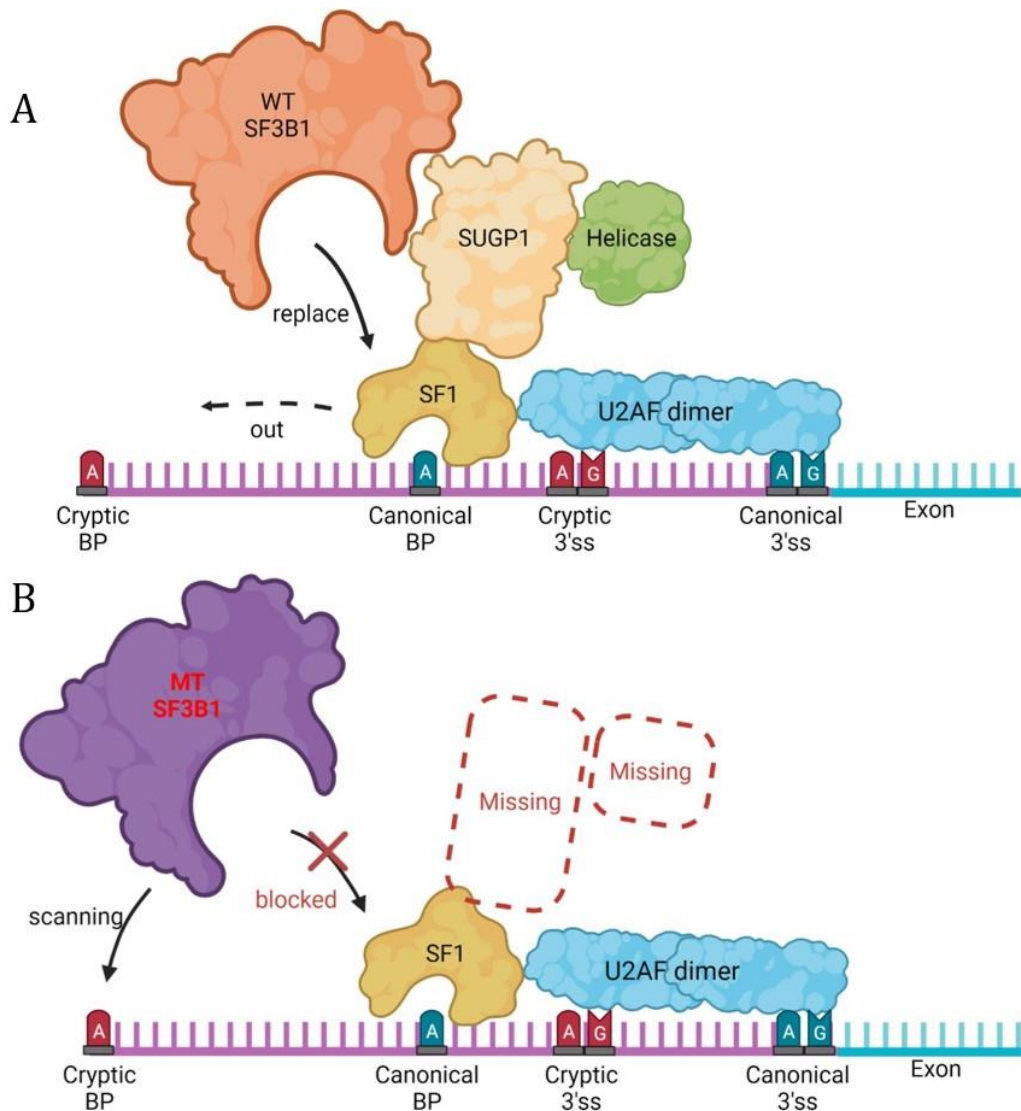 A
WT
SF3B1
SUGP1
Helicase
replace
SF1
U2AF dimer
out
A
A
A G
A G
Cryptic
BP
Canonical
BP
Cryptic
3'ss
Canonical
3'ss
Exon
B
MT
SF3B1
Missing
Missing
blocked
scanning
SF1
U2AF dimer
A
A
A G
A G
Cryptic
BP
Canonical
BP
Cryptic
3'ss
Canonical
3'ss
Exon